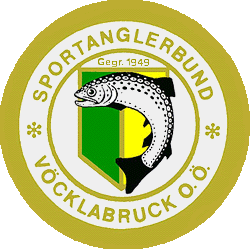 SPORTANGLERBUND
Gegr. 1949
VÖCKLABRUCK O.Ö.